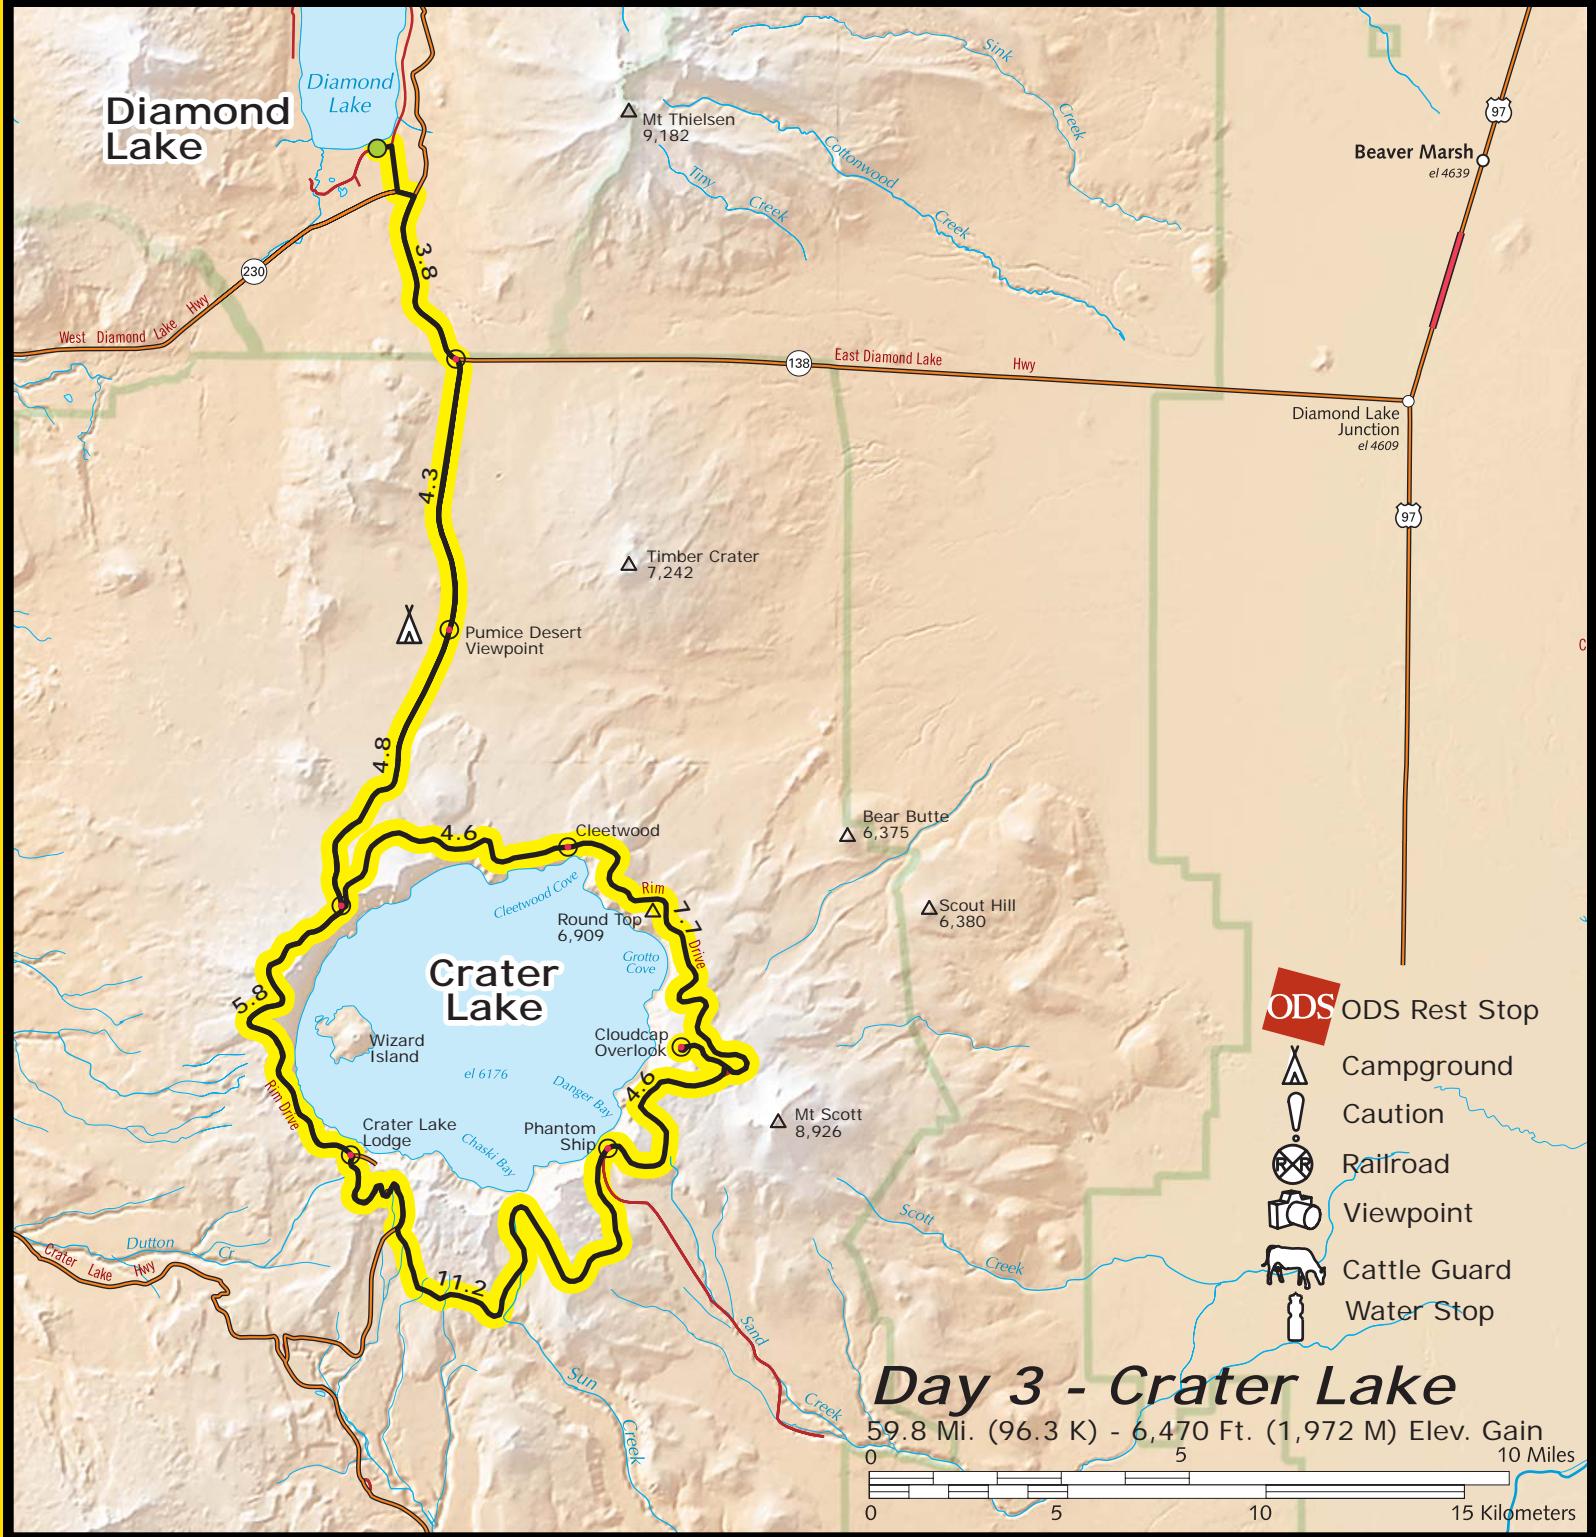 Diamond
Lake
Diamond
Lake
Mt Thielsen
9,182
Sink
Creek
Cottonwood
Creek
Tiny
Creek
97
Beaver Marsh
el 4639
230
West Diamond Lake Hwy
3.8
138
East Diamond Lake Hwy
Diamond Lake
Junction
el 4609
97
4.3
Timber Crater
7,242
Pumice Desert
Viewpoint
C
4.8
4.6
Cleetwood
Bear Butte
6,375
Cleetwood Cove
Rim
Drive
7.7
Round Top
6,909
Scout Hill
6,380
Grotto
Cove
Crater
Lake
5.8
Wizard
Island
Cloudcap
Overlook
el 6176
Danger Bay
4.6
Rim Drive
Crater Lake
Lodge
Chaski Bay
Phantom
Ship
Mt Scott
8,926
Dutton Cr
Crater Lake Hwy
11.2
Scott
Creek
Sand
Creek
Sun
Creek
ODS
ODS Rest Stop
Campground
Caution
R R
Railroad
Viewpoint
Cattle Guard
Water Stop
Day 3 - Crater Lake
59.8 Mi. (96.3 K) - 6,470 Ft. (1,972 M) Elev. Gain
0 5 10 Miles
0 5 10 15 Kilometers